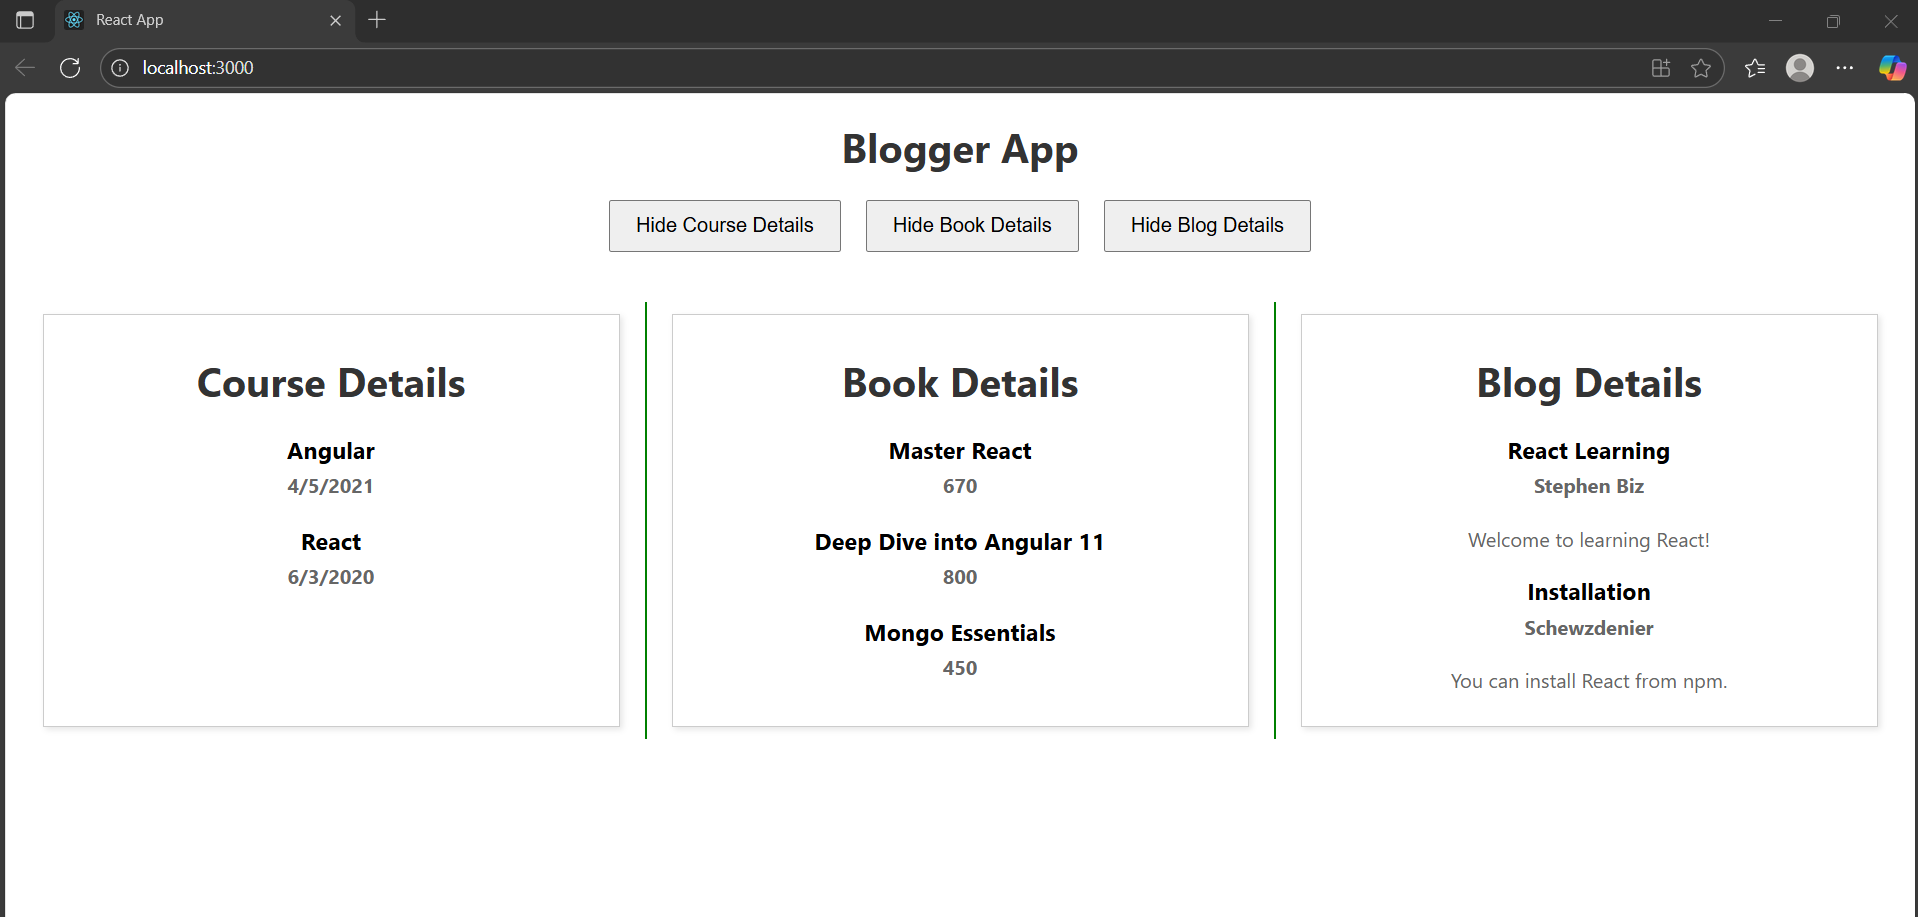 React App
localhost:3000
Blogger App
Hide Course Details
Hide Book Details
Hide Blog Details
Course Details
Angular
4/5/2021
React
6/3/2020
Book Details
Master React
670
Deep Dive into Angular 11
800
Mongo Essentials
450
Blog Details
React Learning
Stephen Biz
Welcome to learning React!
Installation
Schewzdenier
You can install React from npm.